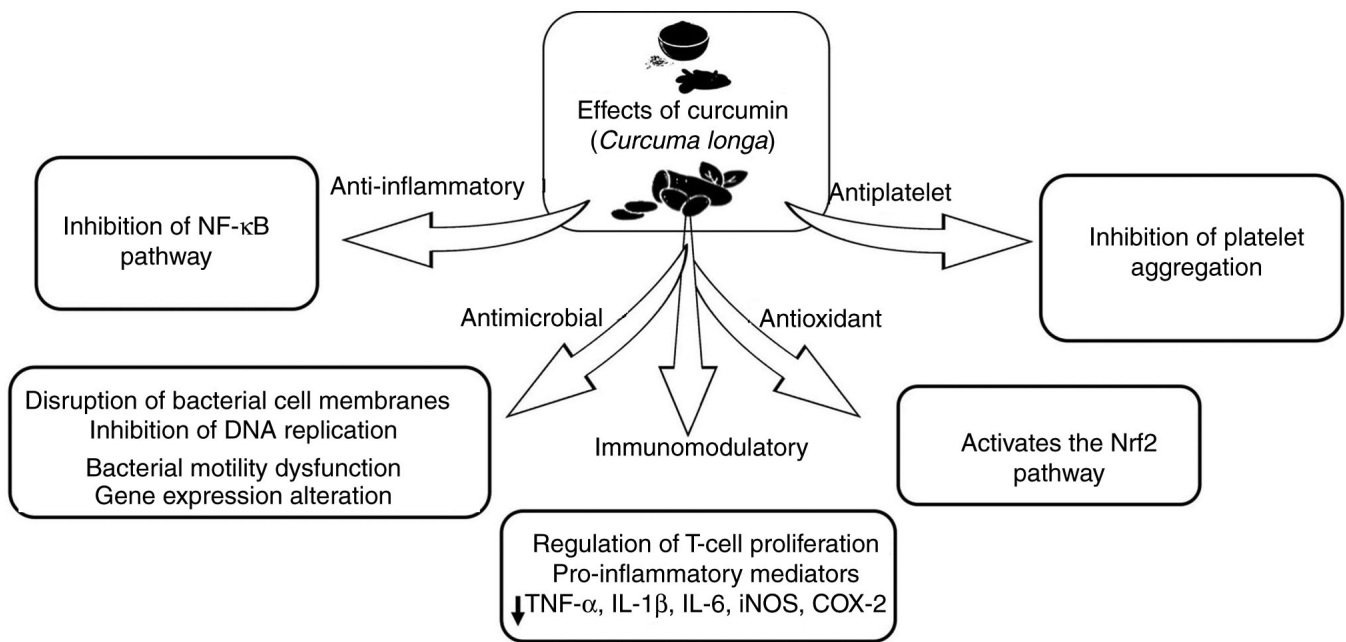 Effects of curcumin
(Curcuma longa)
Anti-inflammatory
Antiplatelet
Inhibition of NF-κB
pathway
Inhibition of platelet
aggregation
Antimicrobial
Antioxidant
Disruption of bacterial cell membranes
Inhibition of DNA replication
Bacterial motility dysfunction
Gene expression alteration
Immunomodulatory
Activates the Nrf2
pathway
Regulation of T-cell proliferation
Pro-inflammatory mediators
↓TNF-α, IL-1β, IL-6, iNOS, COX-2